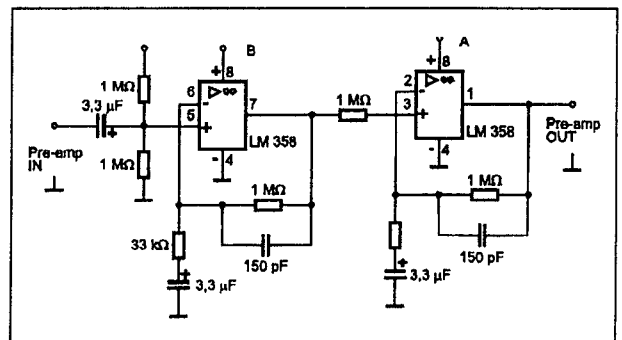 B
A
+
8
+
8
1 MΩ
6
-
▷∞
7
3,3 µF
+
5
+
LM 358
1 MΩ
2
-
▷∞
1
3
+
LM 358
Pre-amp
IN
1 MΩ
-
4
-
4
Pre-amp
OUT
1 MΩ
1 MΩ
33 kΩ
150 pF
150 pF
+
3,3 µF
+
3,3 µF